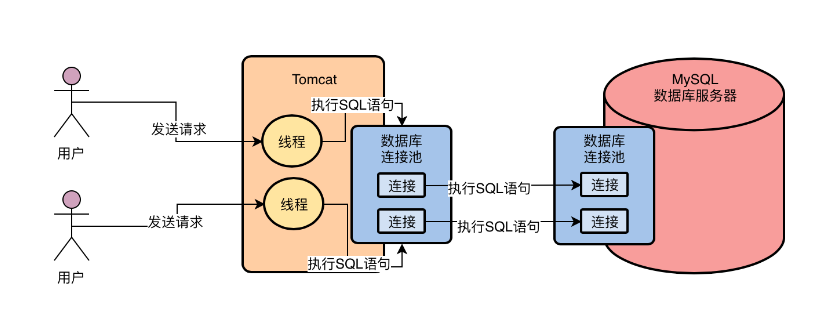 Tomcat
MySQL
数据库服务器
执行SQL语句
发送请求
线程
数据库
连接池
数据库
连接池
用户
连接
执行SQL语句
连接
线程
发送请求
连接
执行SQL语句
连接
执行SQL语句
用户